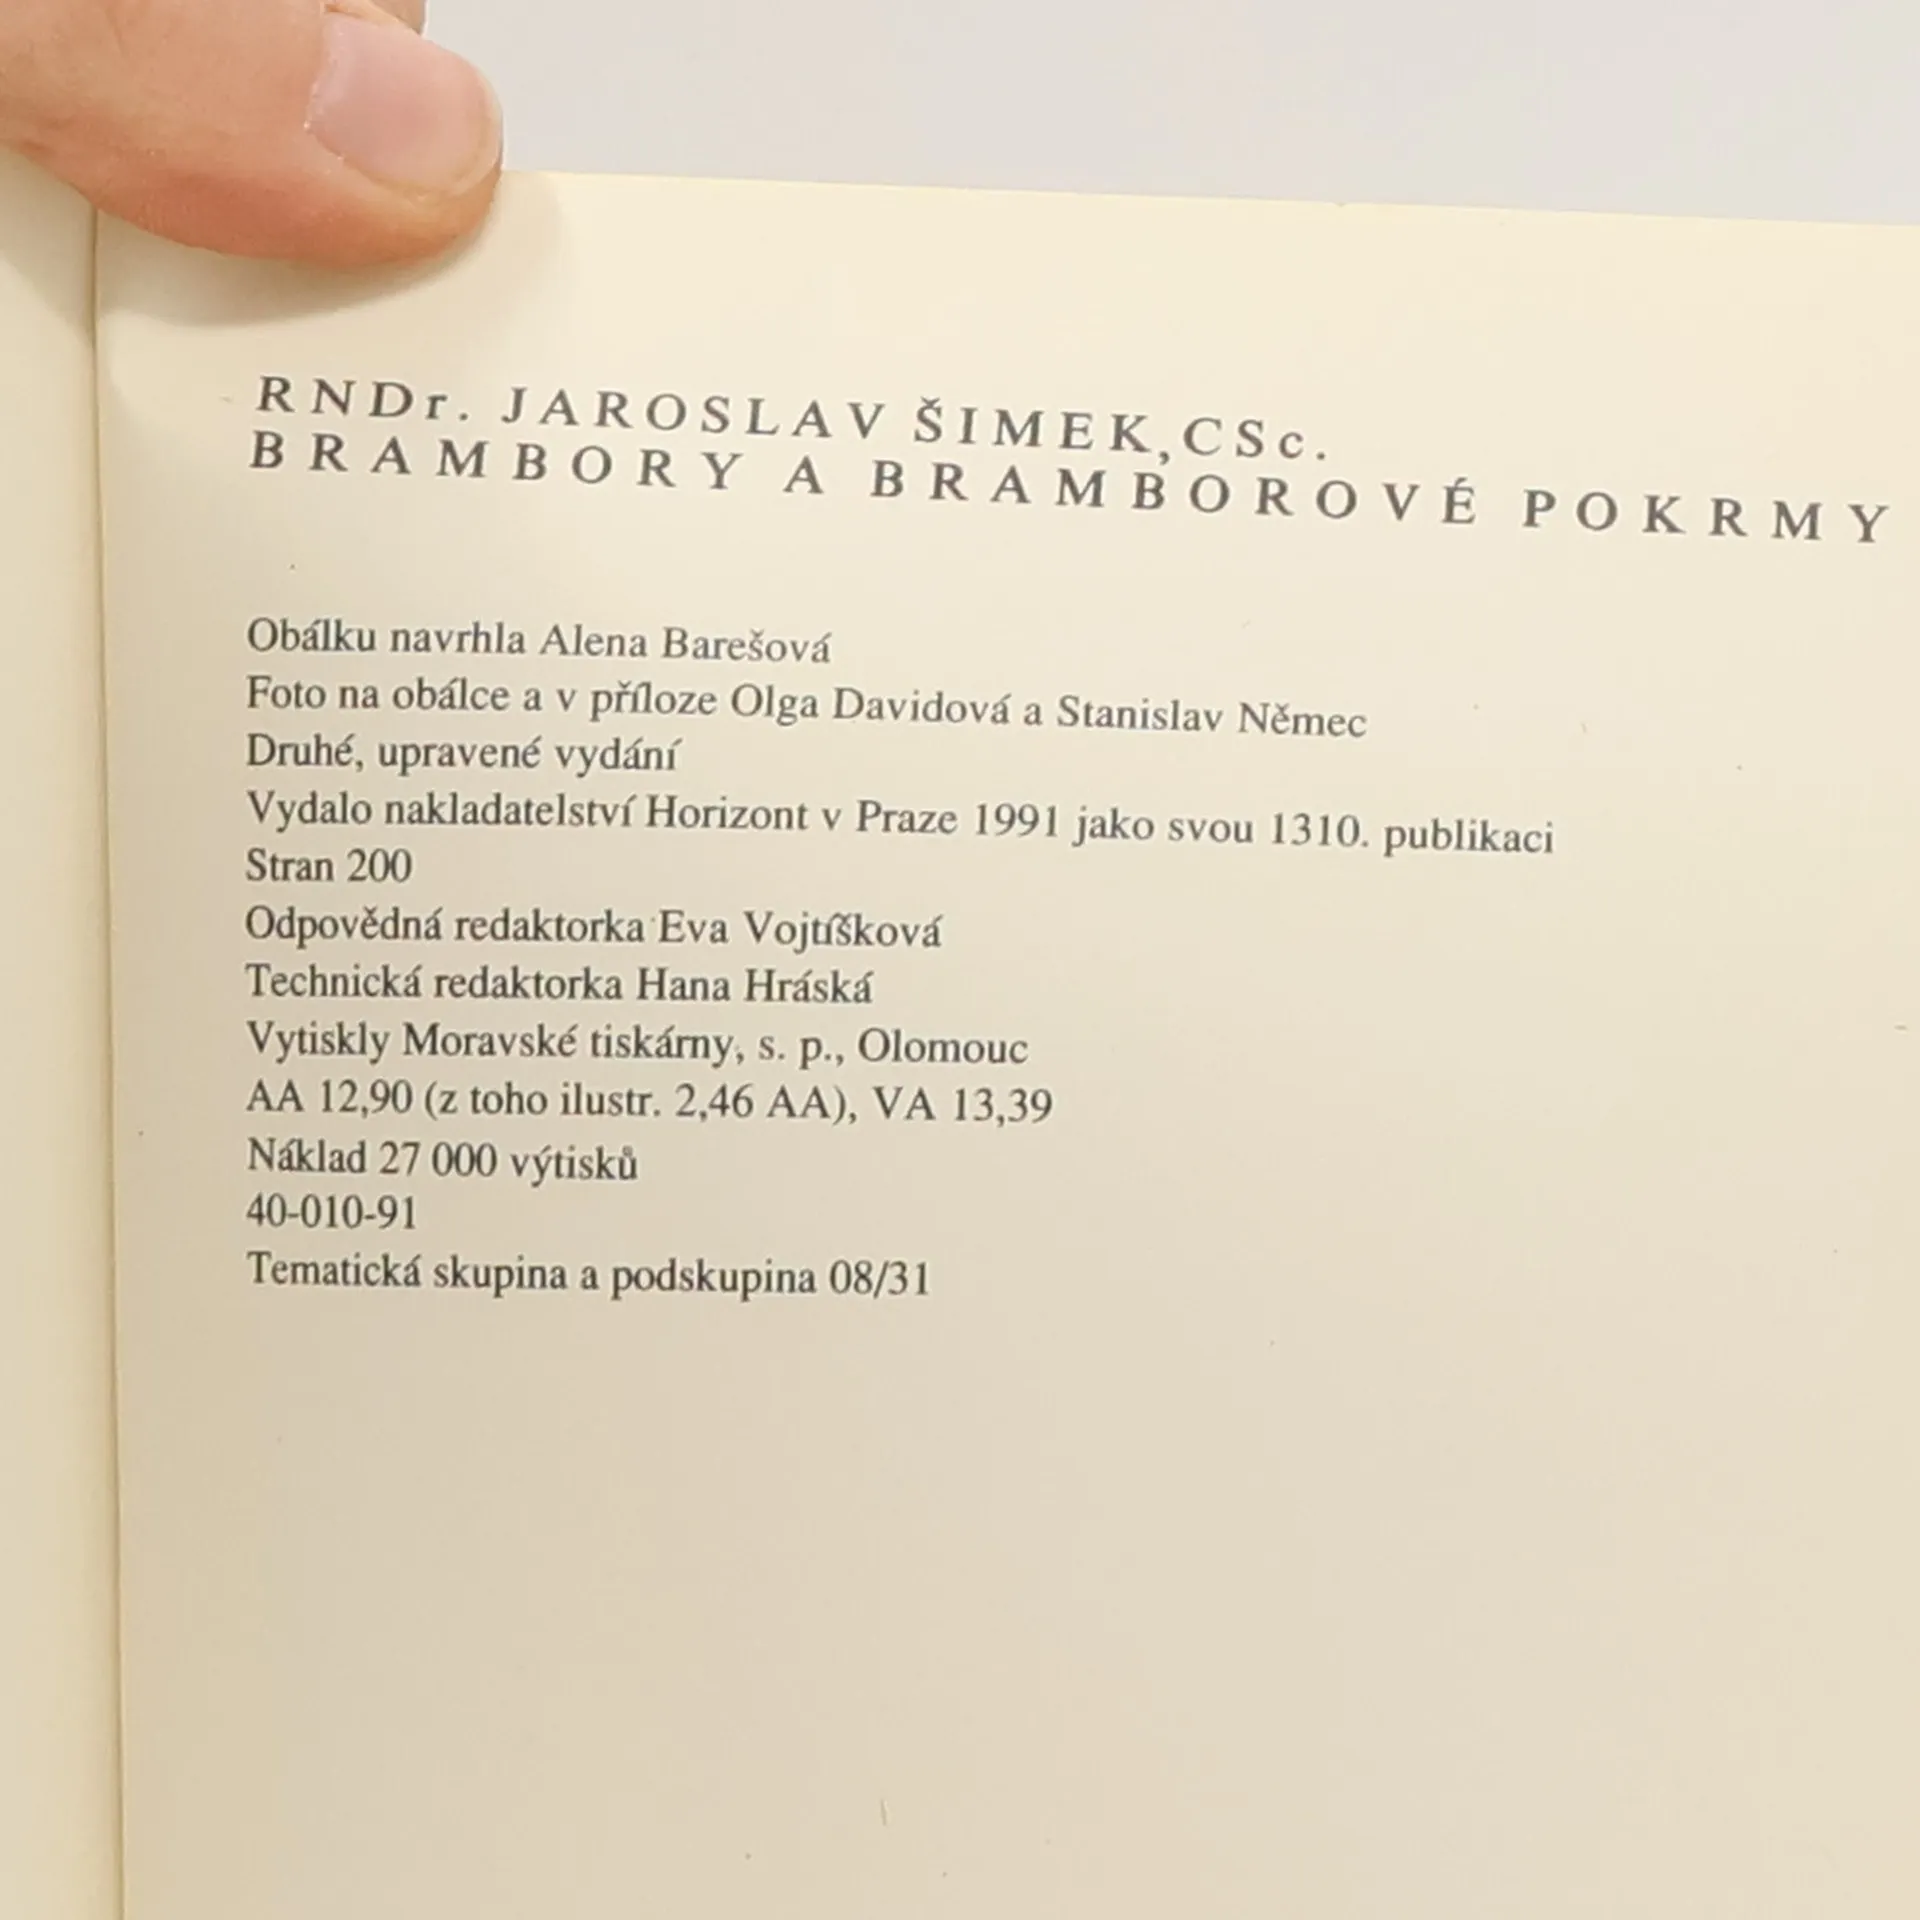 RNDr. JAROSLAV ŠIMEK, CSc.
BRAMBORY A BRAMBOROVÉ POKRMY
Obálku navrhla Alena Barešová
Foto na obálce a v příloze Olga Davidová a Stanislav Němec
Druhé, upravené vydání
Vydalo nakladatelství Horizont v Praze 1991 jako svou 1310. publikaci
Stran 200
Odpovědná redaktorka Eva Vojtíšková
Technická redaktorka Hana Hráská
Vytiskly Moravské tiskárny, s. p., Olomouc
AA 12,90 (z toho ilustr. 2,46 AA), VA 13,39
Náklad 27 000 výtisků
40-010-91
Tematická skupina a podskupina 08/31